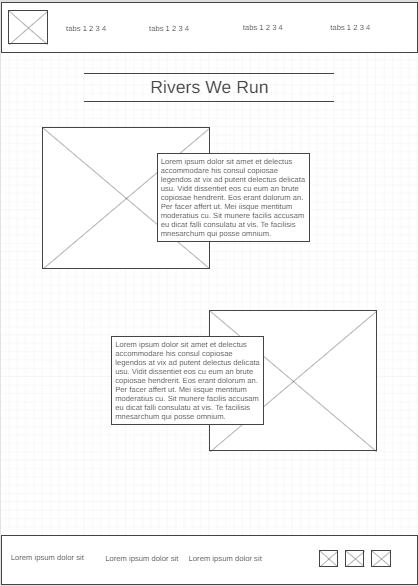 tabs 1 2 3 4 tabs 1 2 3 4 tabs 1 2 3 4 tabs 1 2 3 4
Rivers We Run
Lorem ipsum dolor sit amet et delectus
accommodare his consul copiosae
legendos at vix ad putent delectus delicata
usu. Vidit dissentiet eos cu eum an brute
copiosae hendrerit. Eos erant dolorum an.
Per facer affert ut. Mei iisque mentitum
moderatius cu. Sit munere facilis accusam
eu dicat falli consulatu at vis. Te facilisis
mnesarchum qui posse omnium.
Lorem ipsum dolor sit amet et delectus
accommodare his consul copiosae
legendos at vix ad putent delectus delicata
usu. Vidit dissentiet eos cu eum an brute
copiosae hendrerit. Eos erant dolorum an.
Per facer affert ut. Mei iisque mentitum
moderatius cu. Sit munere facilis accusam
eu dicat falli consulatu at vis. Te facilisis
mnesarchum qui posse omnium.
Lorem ipsum dolor sit Lorem ipsum dolor sit Lorem ipsum dolor sit